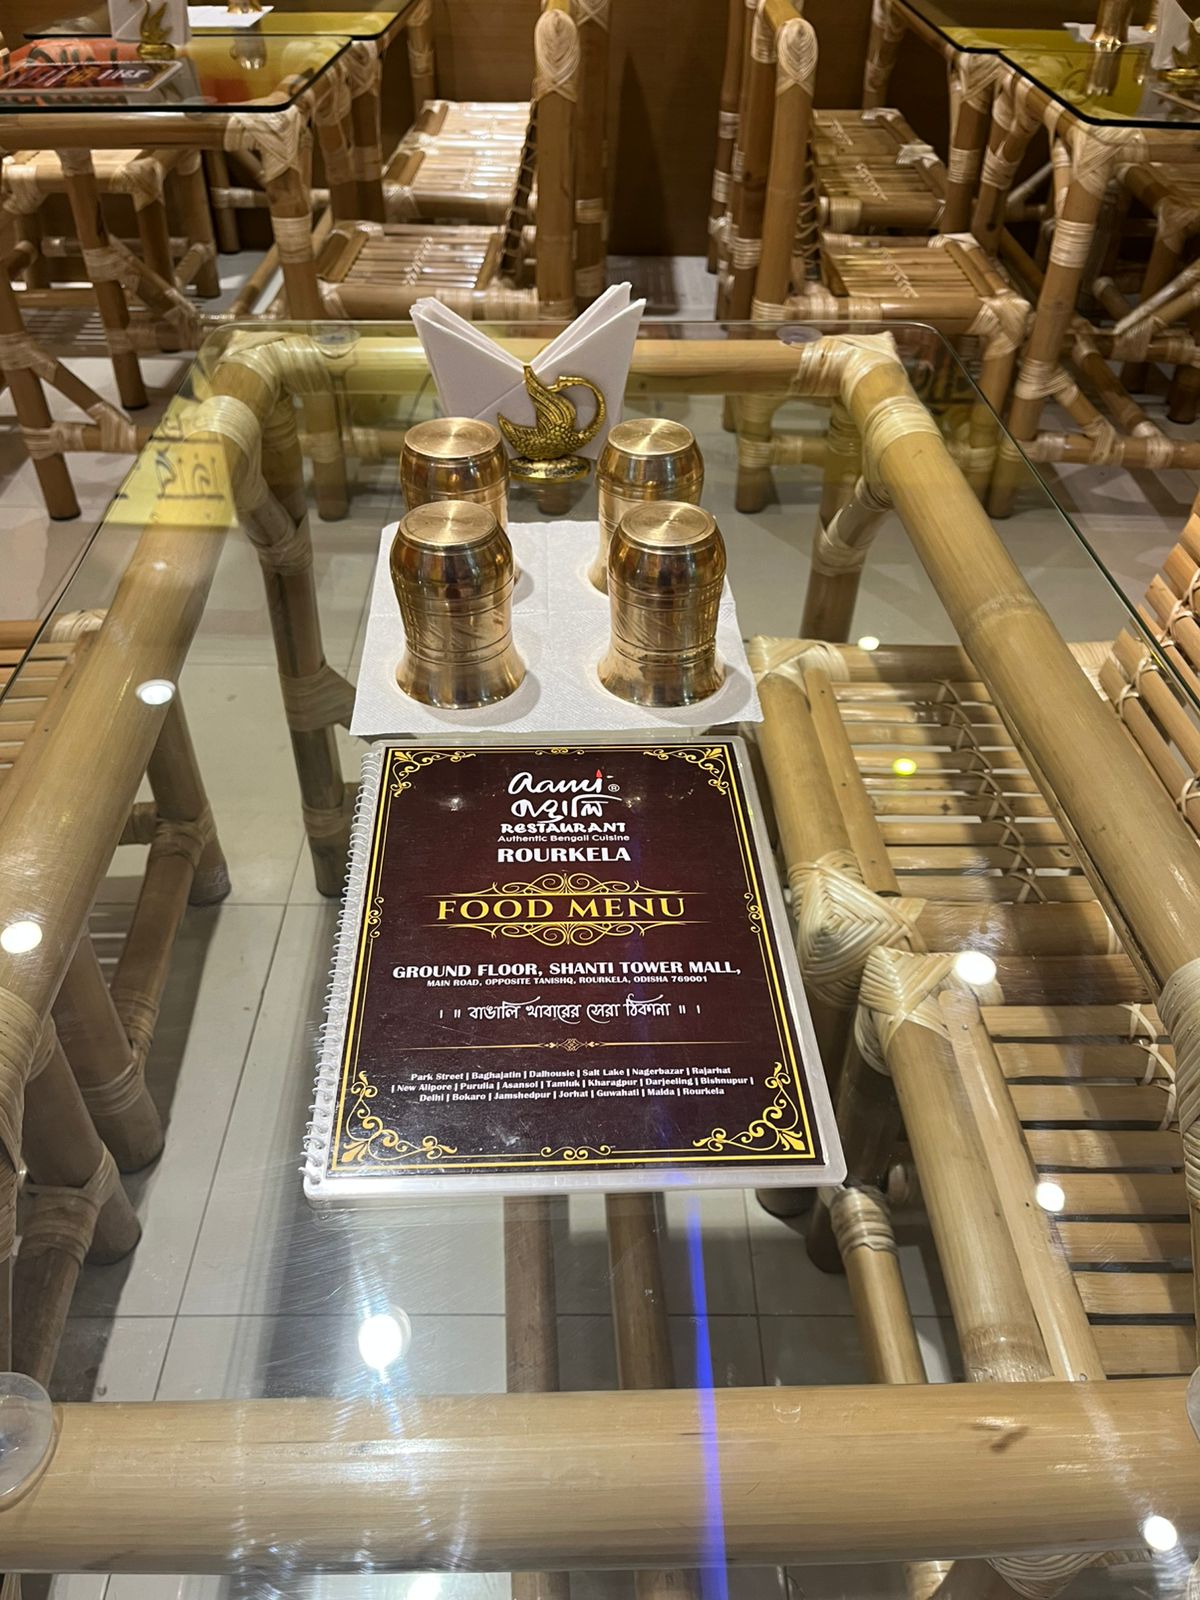 Aami ®
বাঙালি
RESTAURANT
Authentic Bengali Cuisine
ROURKELA
FOOD MENU
GROUND FLOOR, SHANTI TOWER MALL,
MAIN ROAD, OPPOSITE TANISHQ, ROURKELA, ODISHA 769001
। ॥ বাঙালি খাবারের সেরা ঠিকানা ॥ ।
Park Street | Baghajatin | Dalhousie | Salt Lake | Nagerbazar | Rajarhat
| New Alipore | Purulia | Asansol | Tamluk | Kharagpur | Darjeeling | Bishnupur |
Delhi | Bokaro | Jamshedpur | Jorhat | Guwahati | Malda | Rourkela